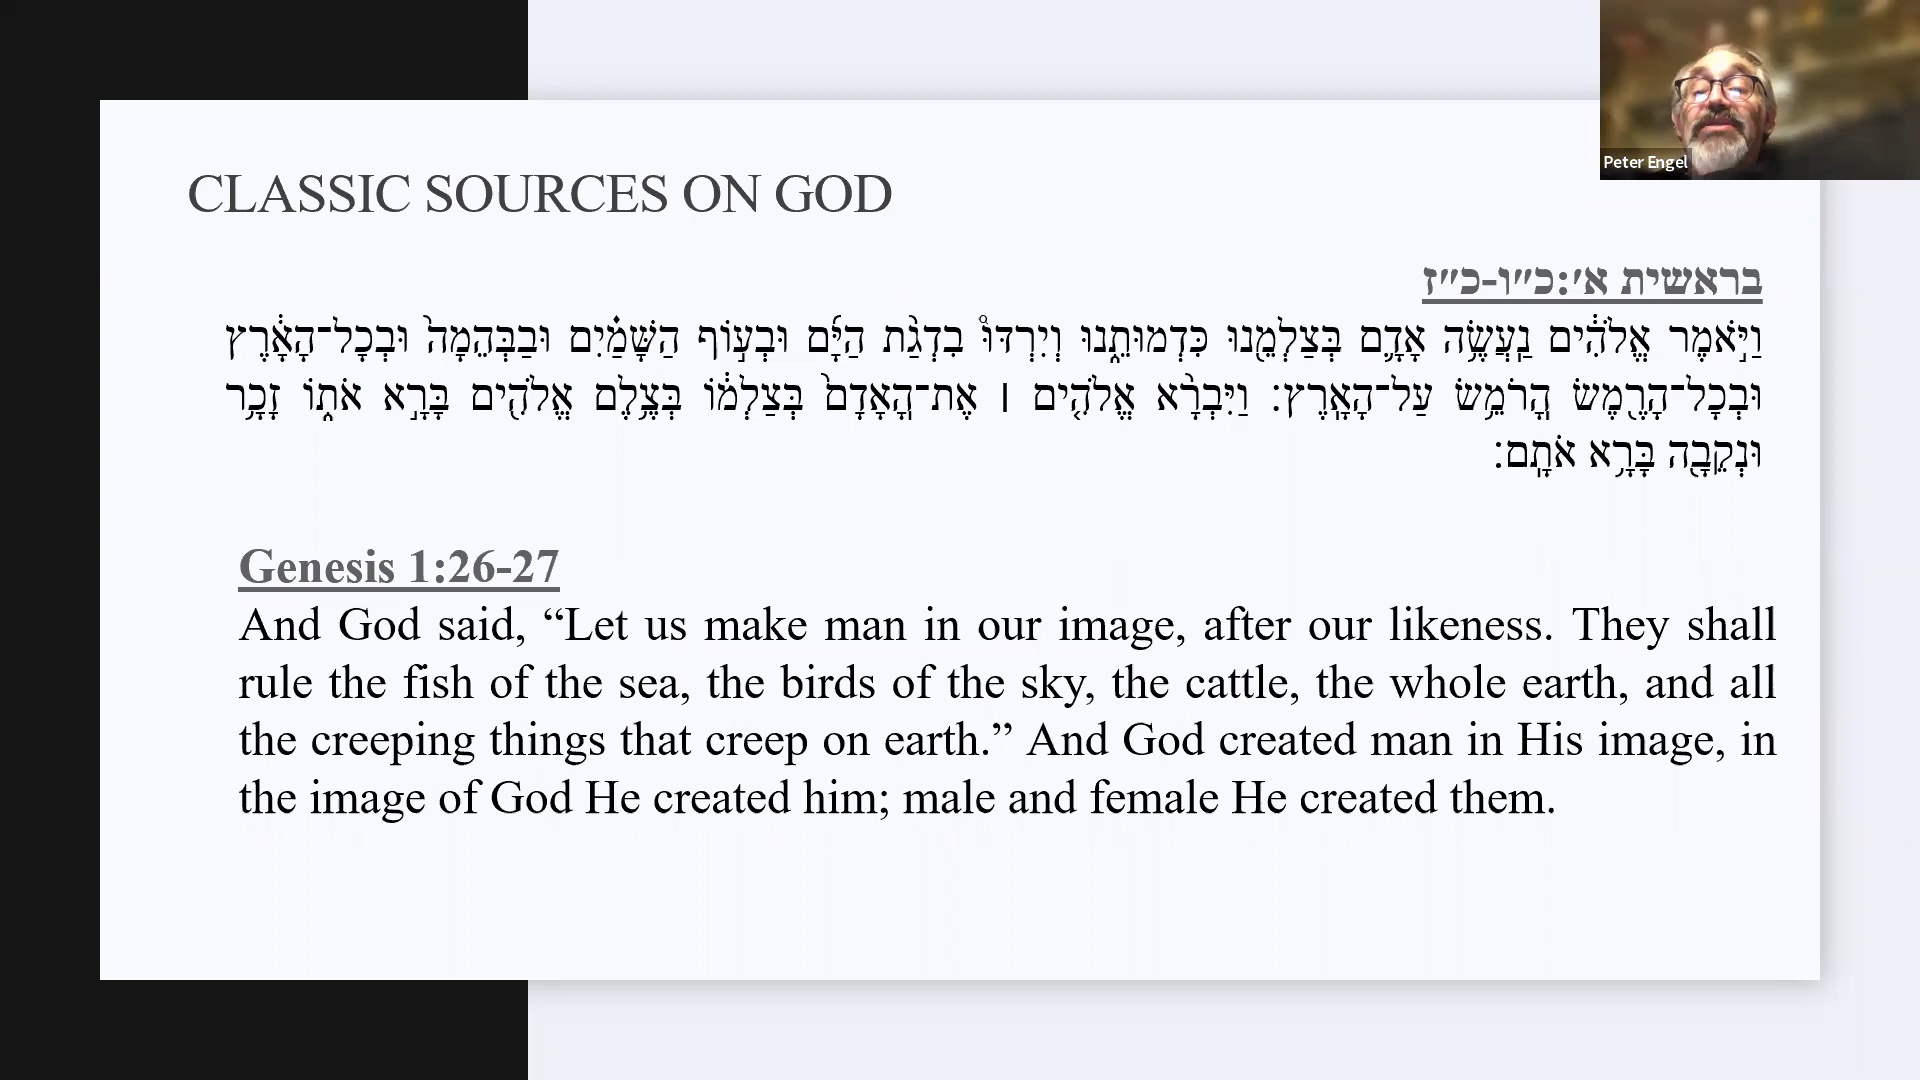 CLASSIC SOURCES ON GOD
Peter Engel
בראשית א׳:כ״ו-כ״ז
וַיֹּ֣אמֶר אֱלֹהִ֔ים נַֽעֲשֶׂ֥ה אָדָ֛ם בְּצַלְמֵ֖נוּ כִּדְמוּתֵ֑נוּ וְיִרְדּוּ֩ בִדְגַ֨ת הַיָּ֜ם וּבְע֣וֹף הַשָּׁמַ֗יִם וּבַבְּהֵמָה֙ וּבְכָל־הָאָ֔רֶץ
וּבְכָל־הָרֶ֖מֶשׂ הָֽרֹמֵ֥שׂ עַל־הָאָֽרֶץ׃ וַיִּבְרָ֨א אֱלֹהִ֤ים ׀ אֶת־הָֽאָדָם֙ בְּצַלְמ֔וֹ בְּצֶ֥לֶם אֱלֹהִ֖ים בָּרָ֣א אֹת֑וֹ זָכָ֥ר
וּנְקֵבָ֖ה בָּרָ֥א אֹתָֽם׃
Genesis 1:26-27
And God said, “Let us make man in our image, after our likeness. They shall
rule the fish of the sea, the birds of the sky, the cattle, the whole earth, and all
the creeping things that creep on earth.” And God created man in His image, in
the image of God He created him; male and female He created them.